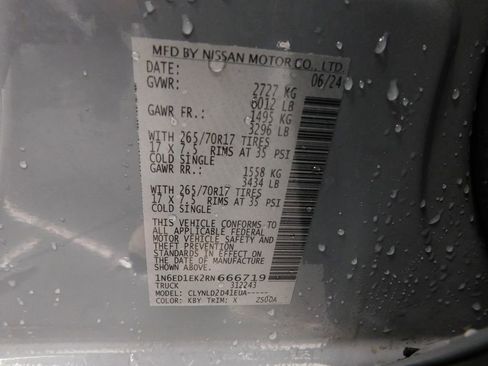 MFD BY NISSAN MOTOR CO., LTD.
DATE: 06/24
GVWR: 2727 KG
6012 LB
GAWR FR.: 1495 KG
3296 LB
WITH 265/70R17 TIRES
17 X 7.5 RIMS AT 35 PSI
COLD SINGLE
GAWR RR.: 1558 KG
3434 LB
WITH 265/70R17 TIRES
17 X 7.5 RIMS AT 35 PSI
COLD SINGLE
THIS VEHICLE CONFORMS TO
ALL APPLICABLE FEDERAL
MOTOR VEHICLE SAFETY AND
THEFT PREVENTION
STANDARDS IN EFFECT ON
THE DATE OF MANUFACTURE
SHOWN ABOVE.
1N6ED1EK2RN666719
TRUCK 312243
MODEL: CLYNLD2D41EUA-----
COLOR: KBY TRIM: X